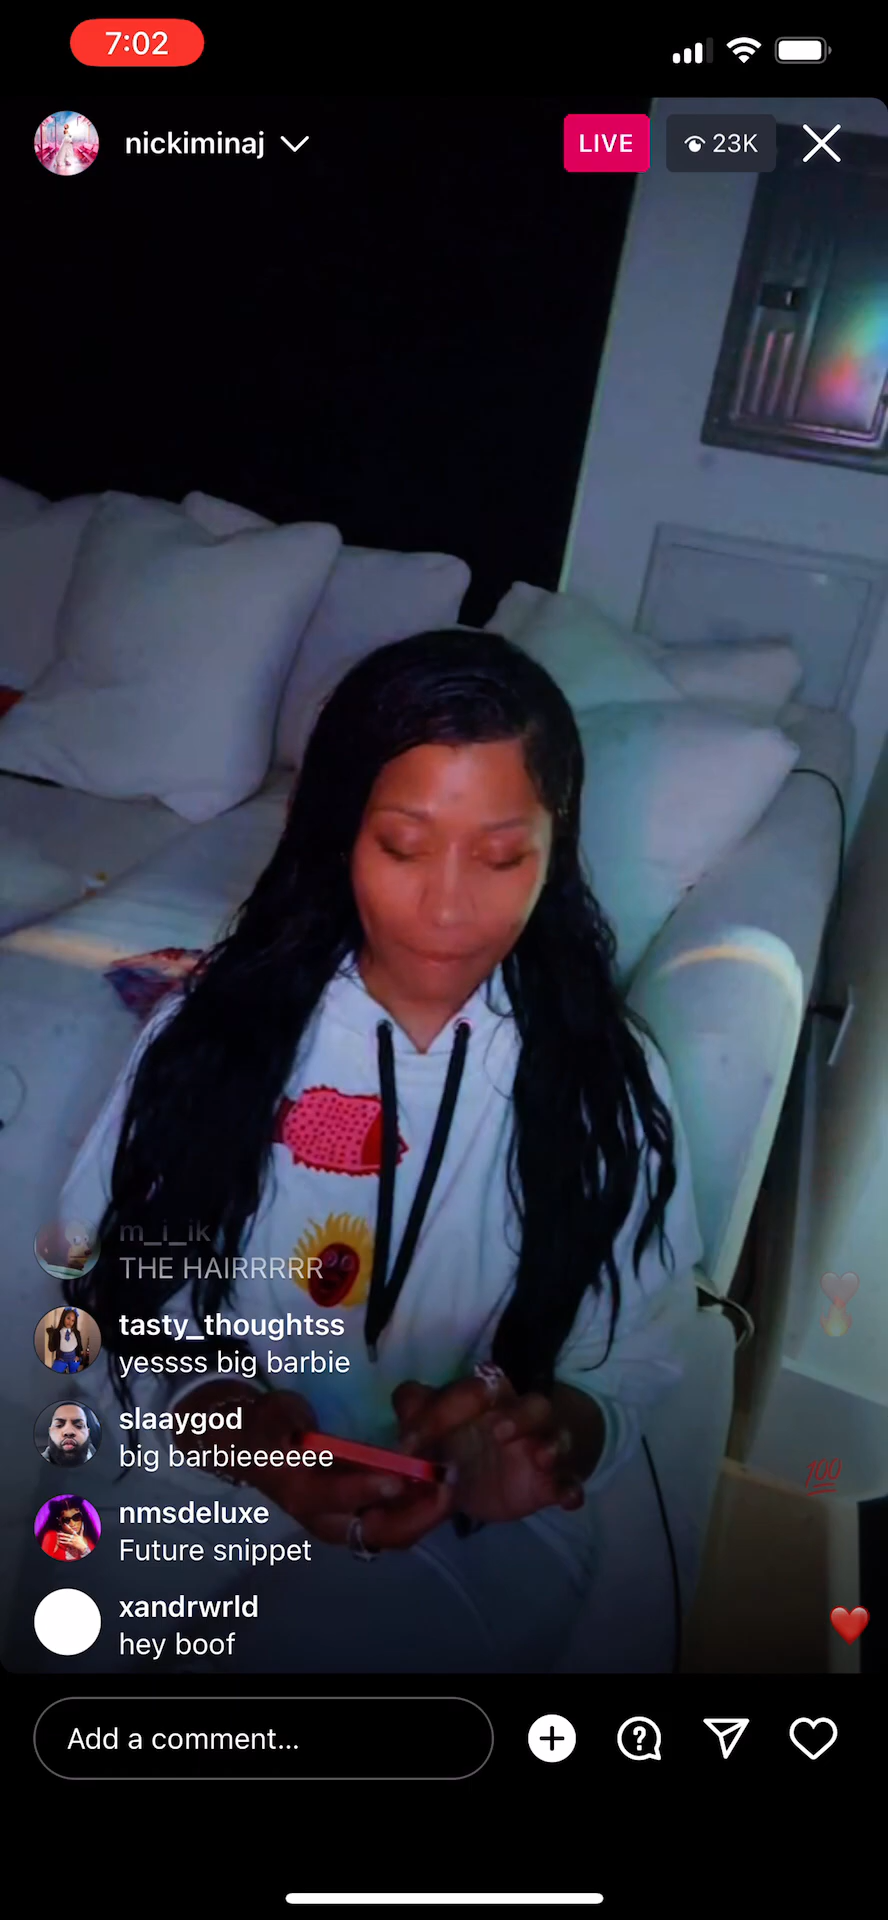 7:02
nickiminaj
LIVE
23K
m_i_ik
THE HAIRRRRR
tasty_thoughtss
yessss big barbie
slaaygod
big barbieeeeee
nmsdeluxe
Future snippet
xandrwrld
hey boof
Add a comment...